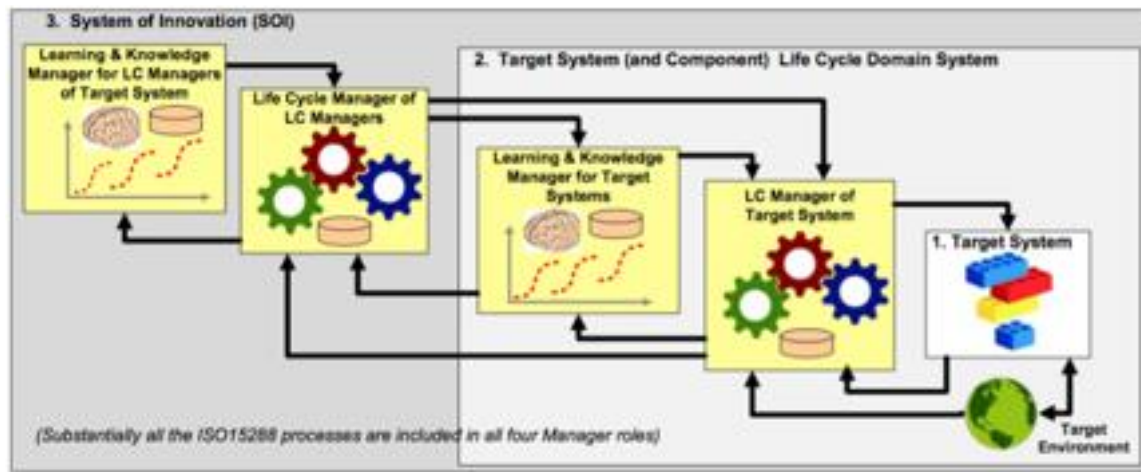 3. System of Innovation (SOI)
Learning & Knowledge
Manager for LC Managers
of Target System
Life Cycle Manager of
LC Managers
2. Target System (and Component) Life Cycle Domain System
Learning & Knowledge
Manager for Target
Systems
LC Manager of
Target System
1. Target System
Target
Environment
(Substantially all the ISO15288 processes are included in all four Manager roles)